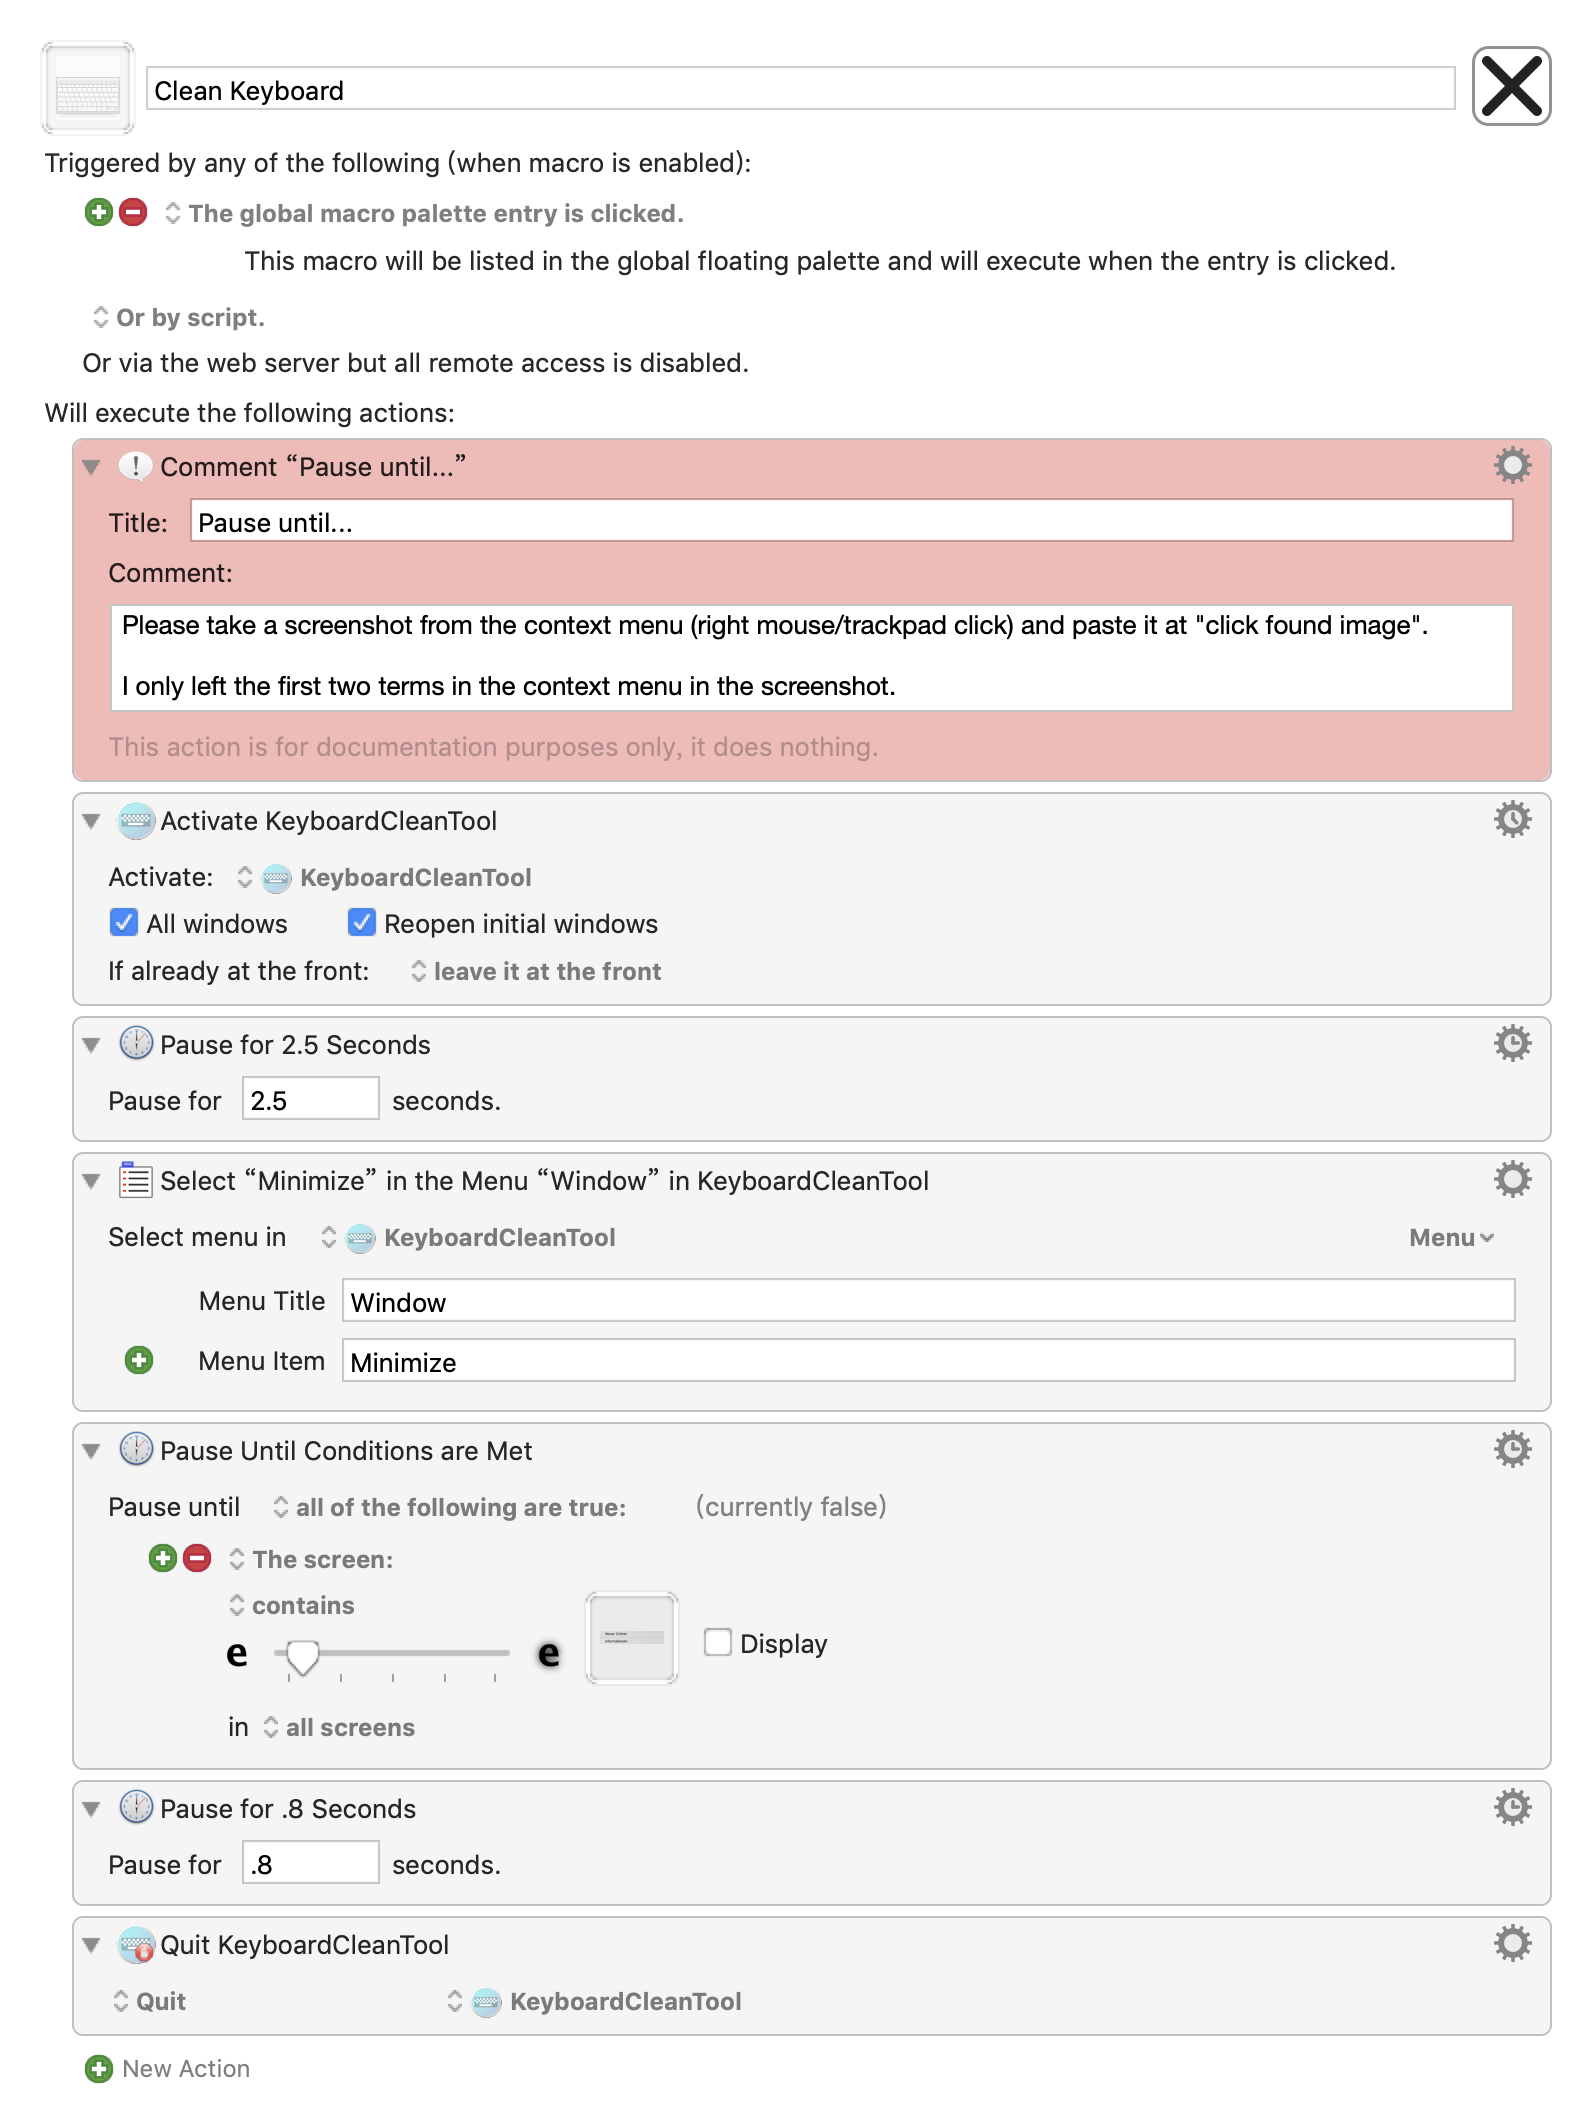 Clean Keyboard
Triggered by any of the following (when macro is enabled):
The global macro palette entry is clicked.
This macro will be listed in the global floating palette and will execute when the entry is clicked.
Or by script.
Or via the web server but all remote access is disabled.
Will execute the following actions:
Comment “Pause until...”
Title: Pause until...
Comment:
Please take a screenshot from the context menu (right mouse/trackpad click) and paste it at "click found image".
I only left the first two terms in the context menu in the screenshot.
This action is for documentation purposes only, it does nothing.
Activate KeyboardCleanTool
Activate: KeyboardCleanTool
All windows Reopen initial windows
If already at the front: leave it at the front
Pause for 2.5 Seconds
Pause for 2.5 seconds.
Select “Minimize” in the Menu “Window” in KeyboardCleanTool
Select menu in KeyboardCleanTool Menu
Menu Title Window
Menu Item Minimize
Pause Until Conditions are Met
Pause until all of the following are true: (currently false)
The screen:
contains
e e Neuer Ordner Display
Informationen
in all screens
Pause for .8 Seconds
Pause for .8 seconds.
Quit KeyboardCleanTool
Quit KeyboardCleanTool
New Action